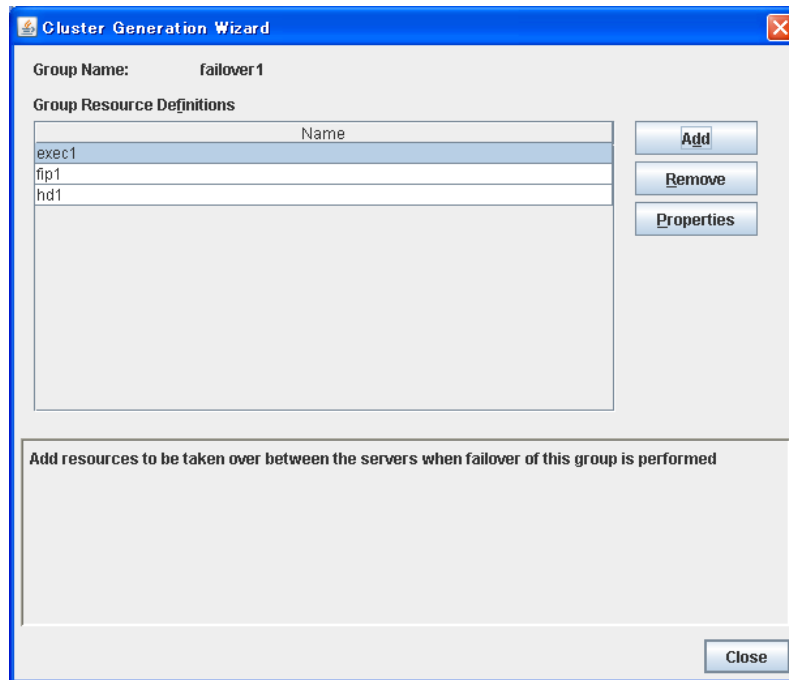 Cluster Generation Wizard
Group Name: failover1
Group Resource Definitions
Name
exec1
fip1
hd1
Add
Remove
Properties
Add resources to be taken over between the servers when failover of this group is performed
Close